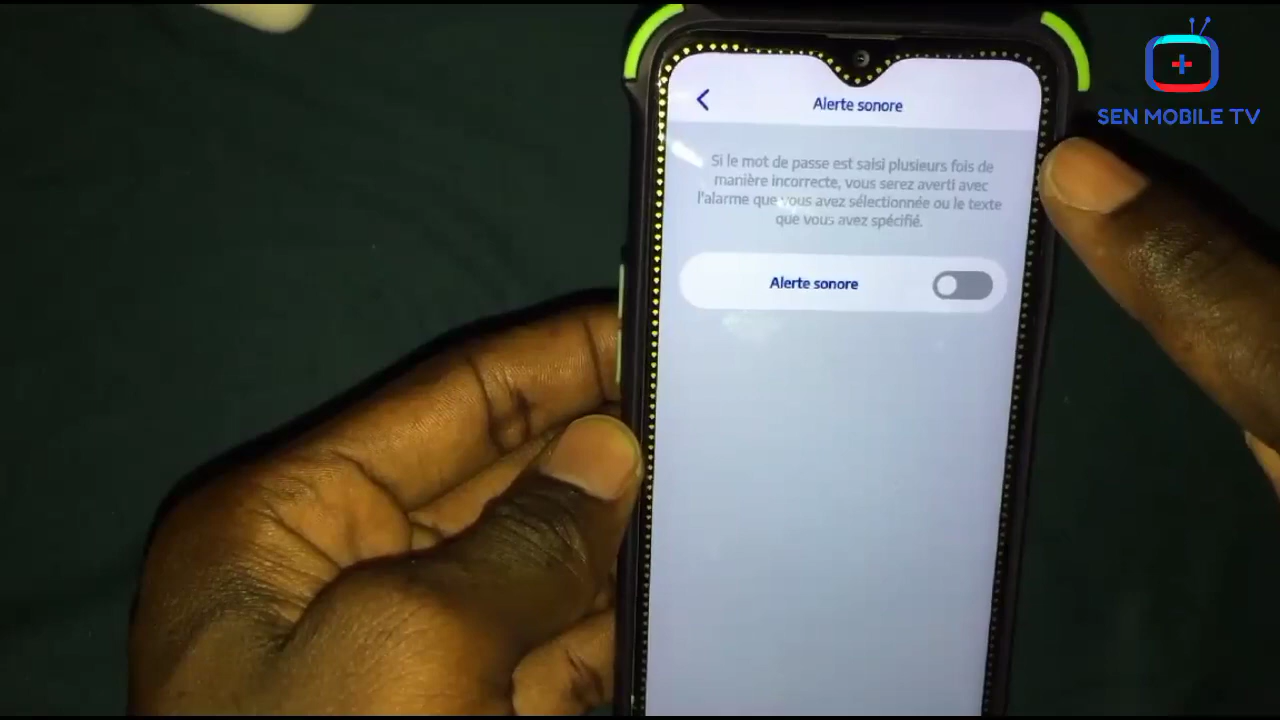 SEN MOBILE TV
Alerte sonore
Si le mot de passe est saisi plusieurs fois de
manière incorrecte, vous serez averti avec
l'alarme que vous avez sélectionnée ou le texte
que vous avez spécifié.
Alerte sonore